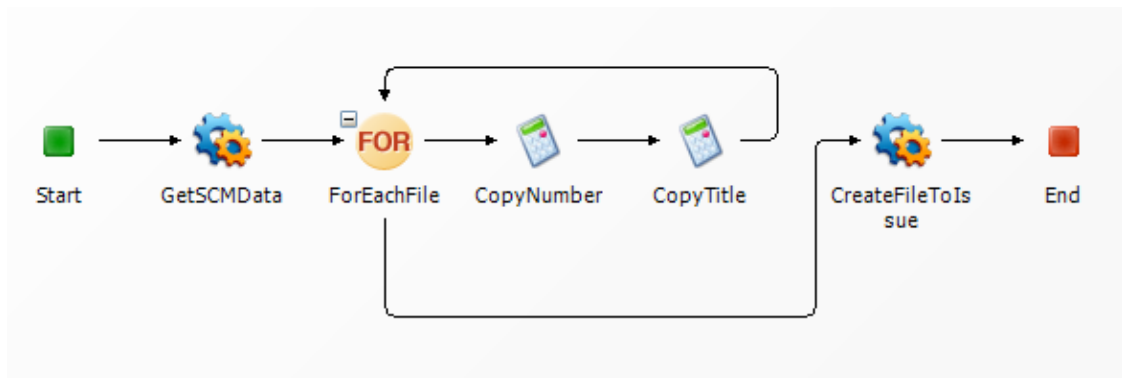 FOR
Start
GetSCMData
ForEachFile
CopyNumber
CopyTitle
CreateFileToIs
sue
End